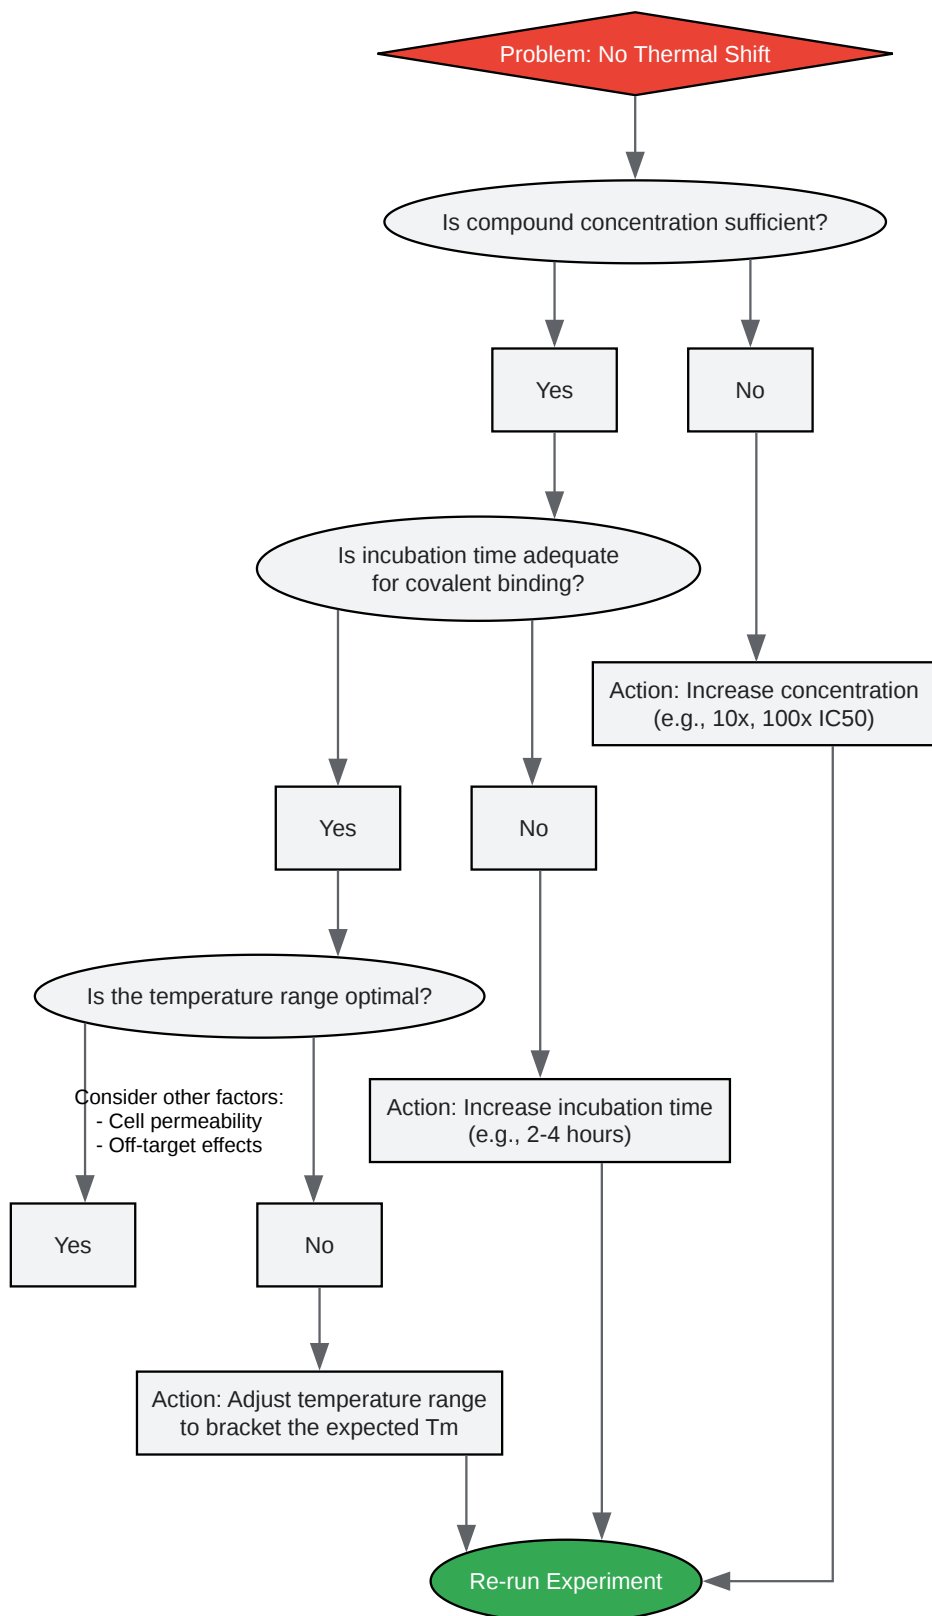 Problem: No Thermal Shift
Is compound concentration sufficient?
Yes
No
Is incubation time adequate
for covalent binding?
Action: Increase concentration
(e.g., 10x, 100x IC50)
Yes
No
Is the temperature range optimal?
Consider other factors:
- Cell permeability
- Off-target effects
Action: Increase incubation time
(e.g., 2-4 hours)
Yes
No
Action: Adjust temperature range
to bracket the expected Tm
Re-run Experiment